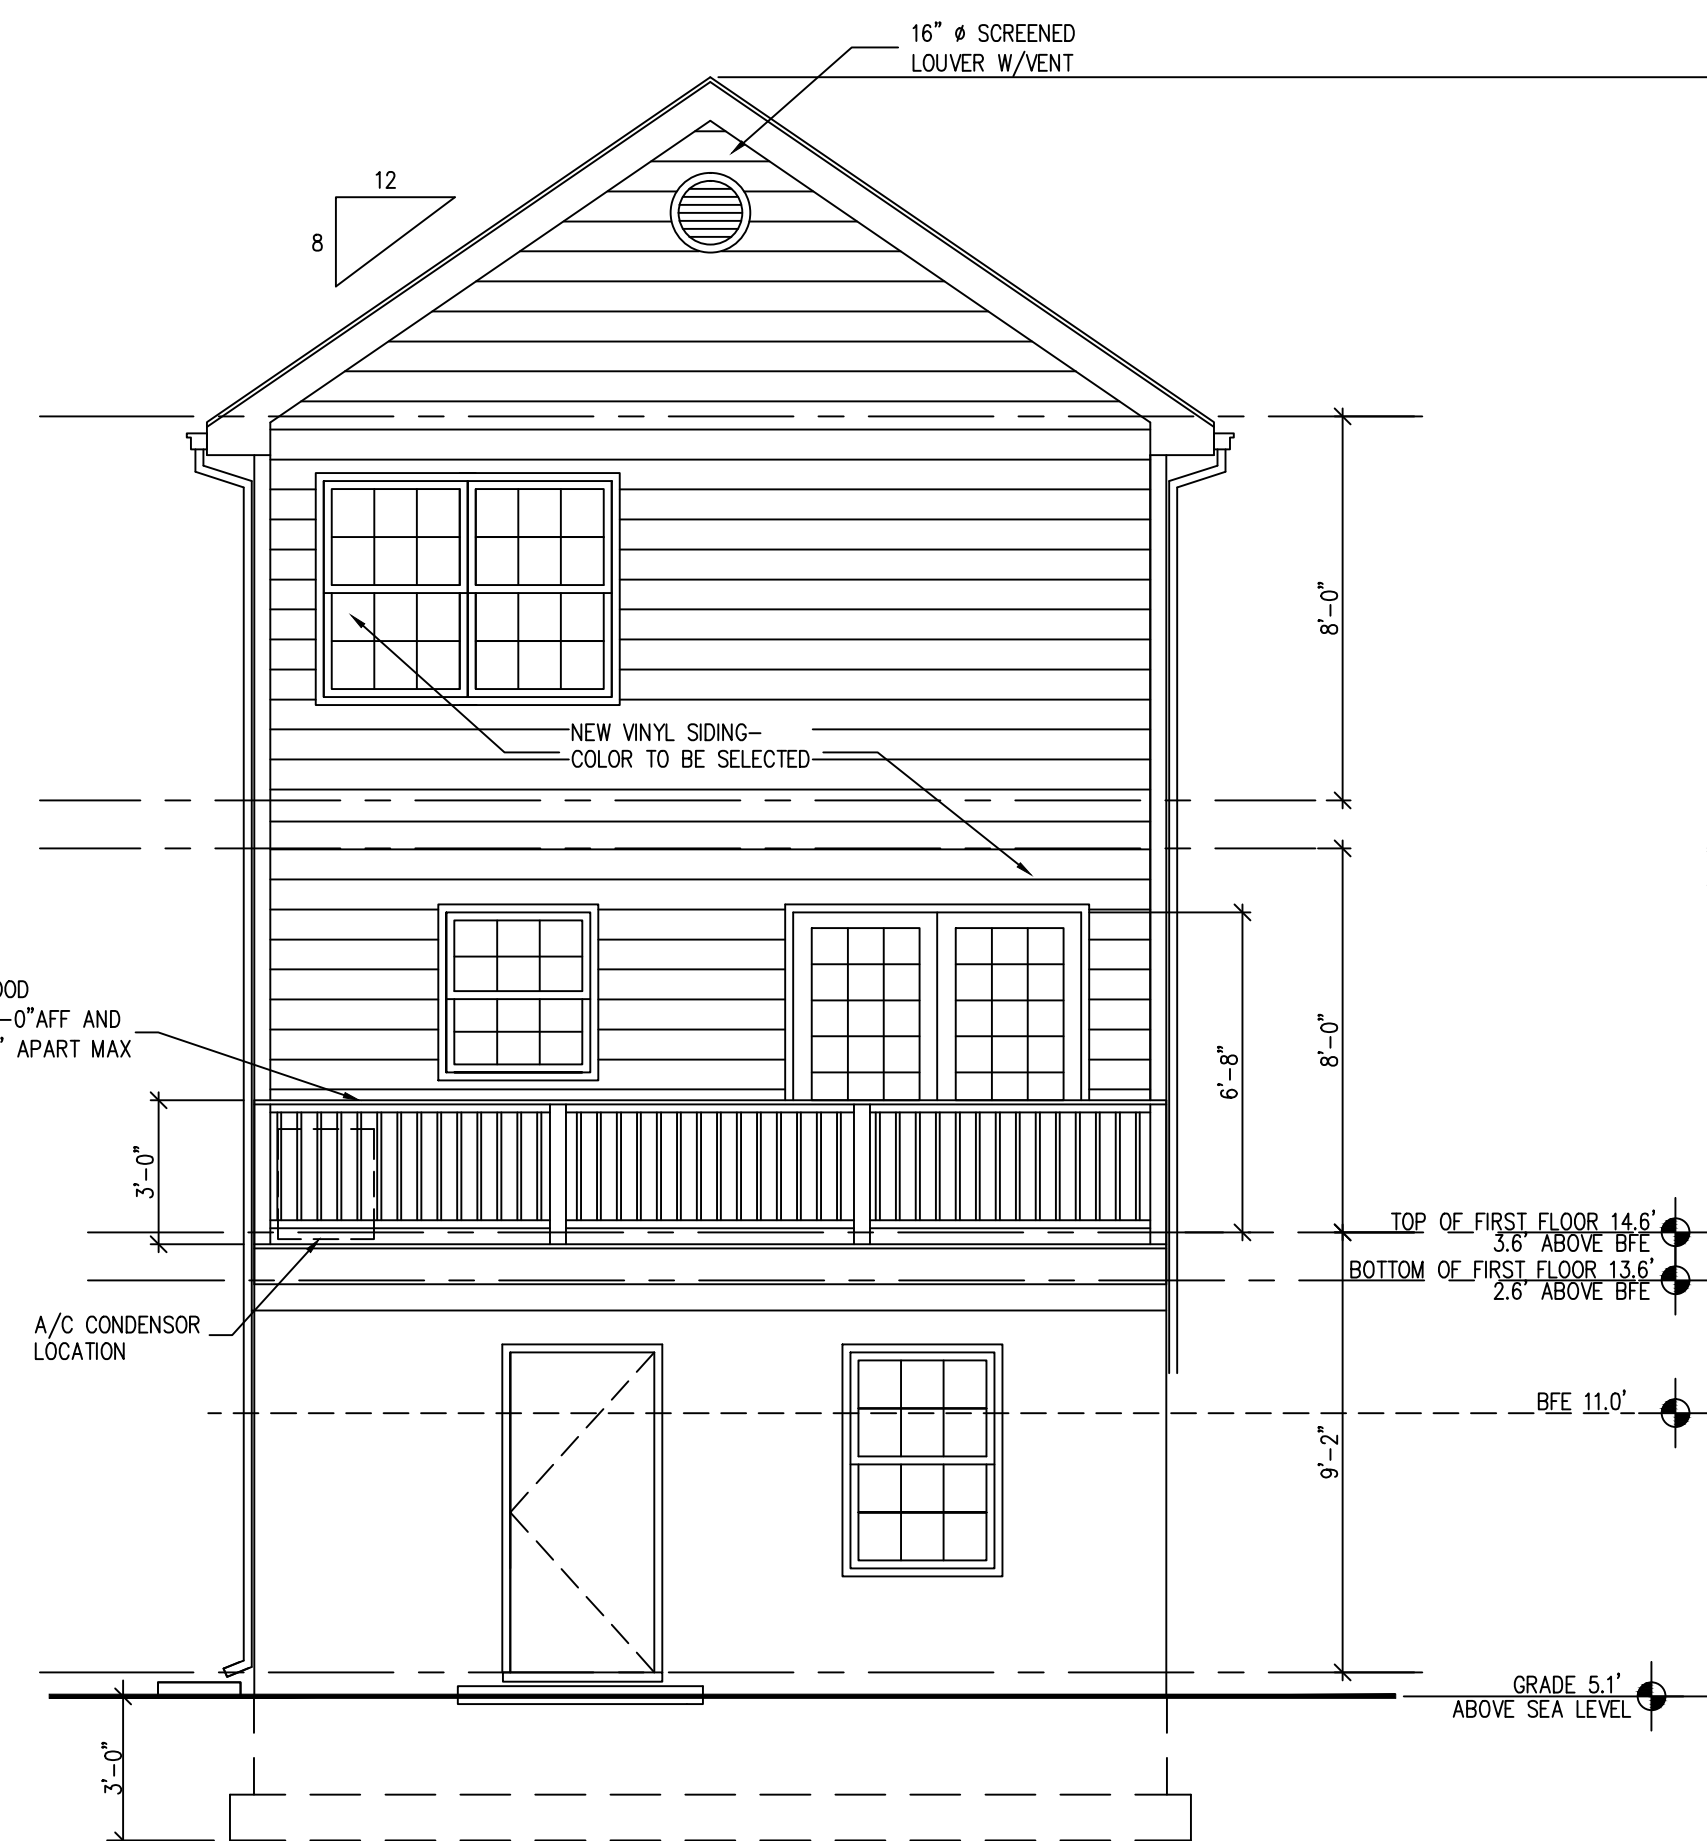 16" ø SCREENED
LOUVER W/VENT
12
8
8'-0"
NEW VINYL SIDING-
COLOR TO BE SELECTED
-0"AFF AND
APART MAX
8'-0"
6'-8"
3'-0"
TOP OF FIRST FLOOR 14.6'
3.6' ABOVE BFE
BOTTOM OF FIRST FLOOR 13.6'
2.6' ABOVE BFE
A/C CONDENSOR
LOCATION
BFE 11.0'
9'-2"
GRADE 5.1'
ABOVE SEA LEVEL
3'-0"